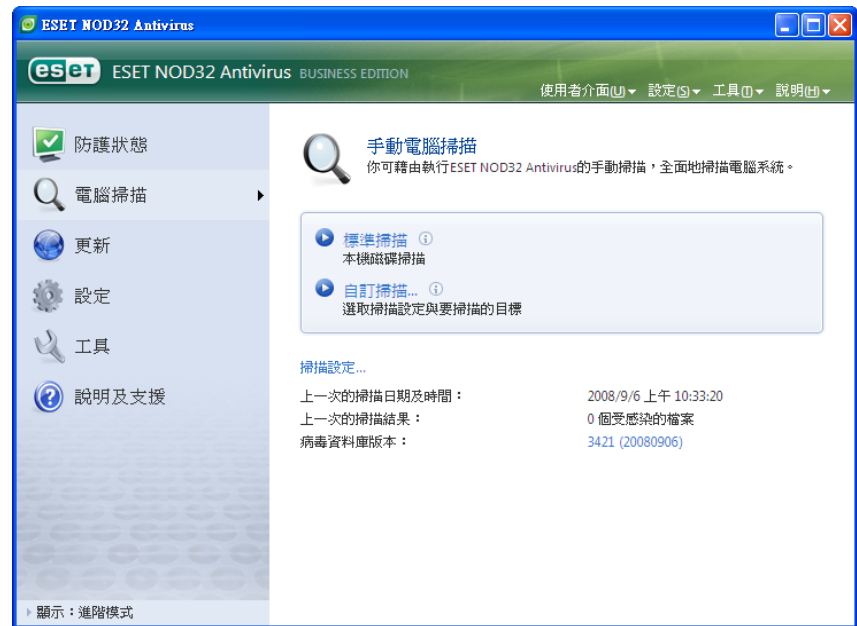 ESET NOD32 Antivirus
eset ESET NOD32 Antivirus BUSINESS EDITION
使用者介面(U) 設定(S) 工具(T) 說明(H)
防護狀態
電腦掃描
更新
設定
工具
說明及支援
手動電腦掃描
你可藉由執行ESET NOD32 Antivirus的手動掃描,全面地掃描電腦系統。
標準掃描
本機磁碟掃描
自訂掃描...
選取掃描設定與要掃描的目標
掃描設定...
上一次的掃描日期及時間: 2008/9/6 上午 10:33:20
上一次的掃描結果: 0 個受感染的檔案
病毒資料庫版本: 3421 (20080906)
顯示:進階模式